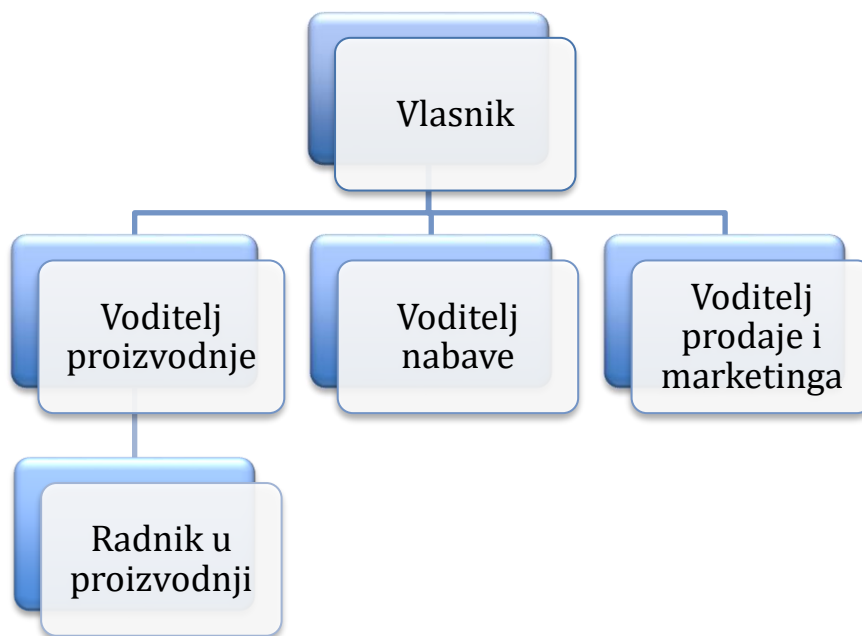 Vlasnik
Voditelj
proizvodnje
Voditelj
nabave
Voditelj
prodaje i
marketinga
Radnik u
proizvodnji